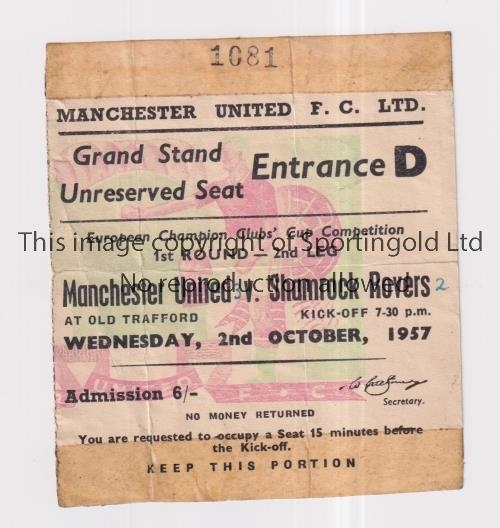 1081
MANCHESTER UNITED F. C. LTD.
Grand Stand
Unreserved Seat
Entrance D
European Champion Clubs' Cup Competition
This image copyright of Sportingold Ltd
1st ROUND — 2nd LEG
No reproduction allowed
Manchester United 3 v. Shamrock Rovers 2
AT OLD TRAFFORD KICK-OFF 7-30 p.m.
WEDNESDAY, 2nd OCTOBER, 1957
UNITED F·C
Admission 6/-
Secretary.
NO MONEY RETURNED
You are requested to occupy a Seat 15 minutes before
the Kick-off.
KEEP THIS PORTION